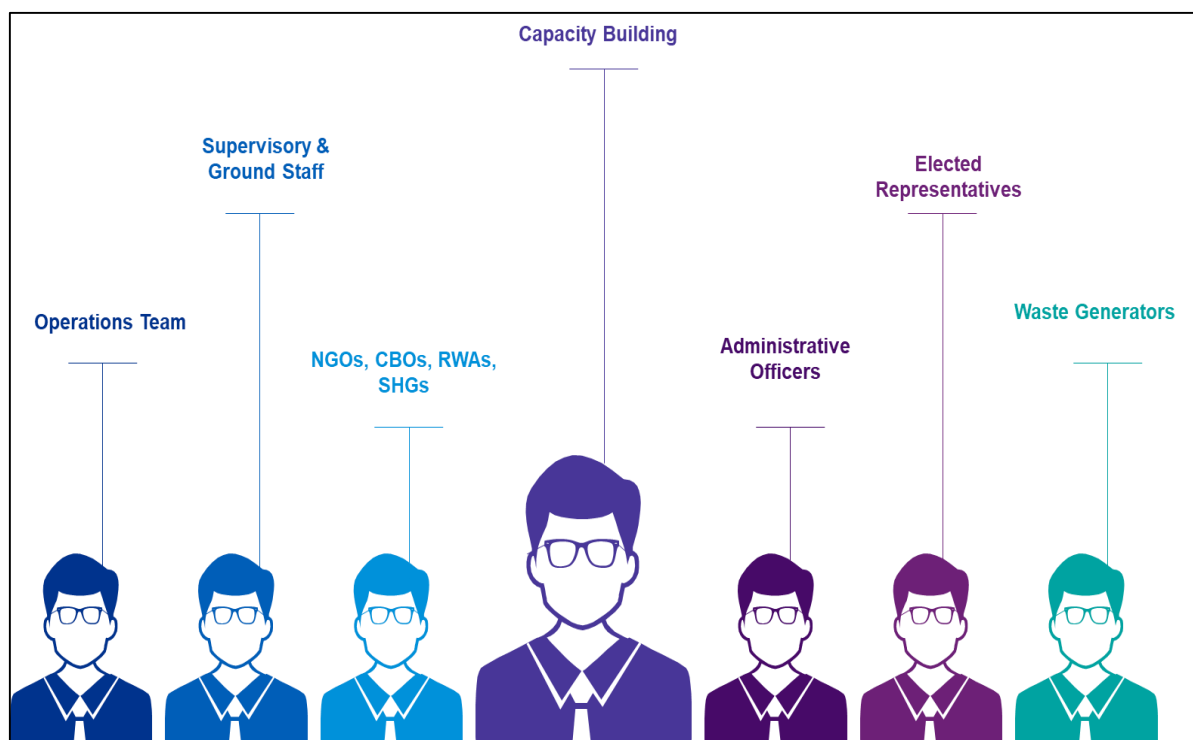 Capacity Building
Supervisory &
Ground Staff
Elected
Representatives
Operations Team
Waste Generators
NGOs, CBOs, RWAs,
SHGs
Administrative
Officers